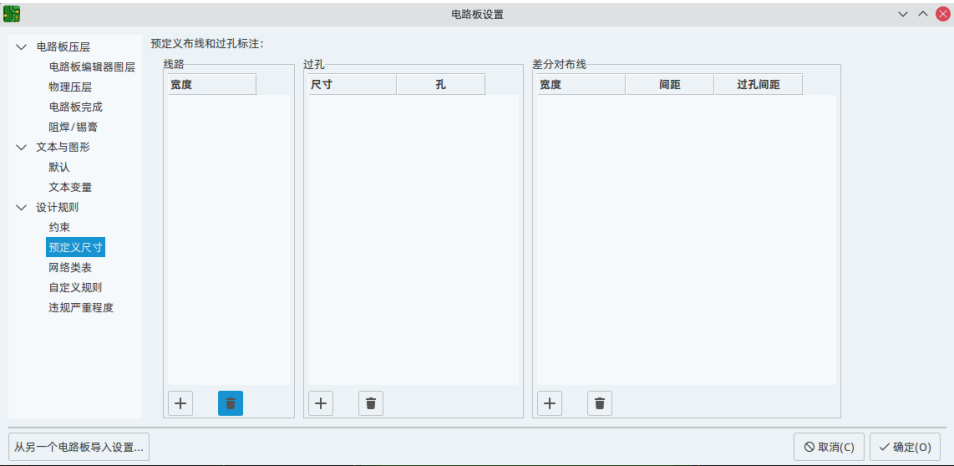 电路板设置
电路板压层
电路板编辑器图层
物理压层
电路板完成
阻焊/锡膏
文本与图形
默认
文本变量
设计规则
约束
预定义尺寸
网络类表
自定义规则
违规严重程度
预定义布线和过孔标注：
线路
宽度
过孔
尺寸 孔
差分对布线
宽度 间距 过孔间距
从另一个电路板导入设置...
取消(C) 确定(O)